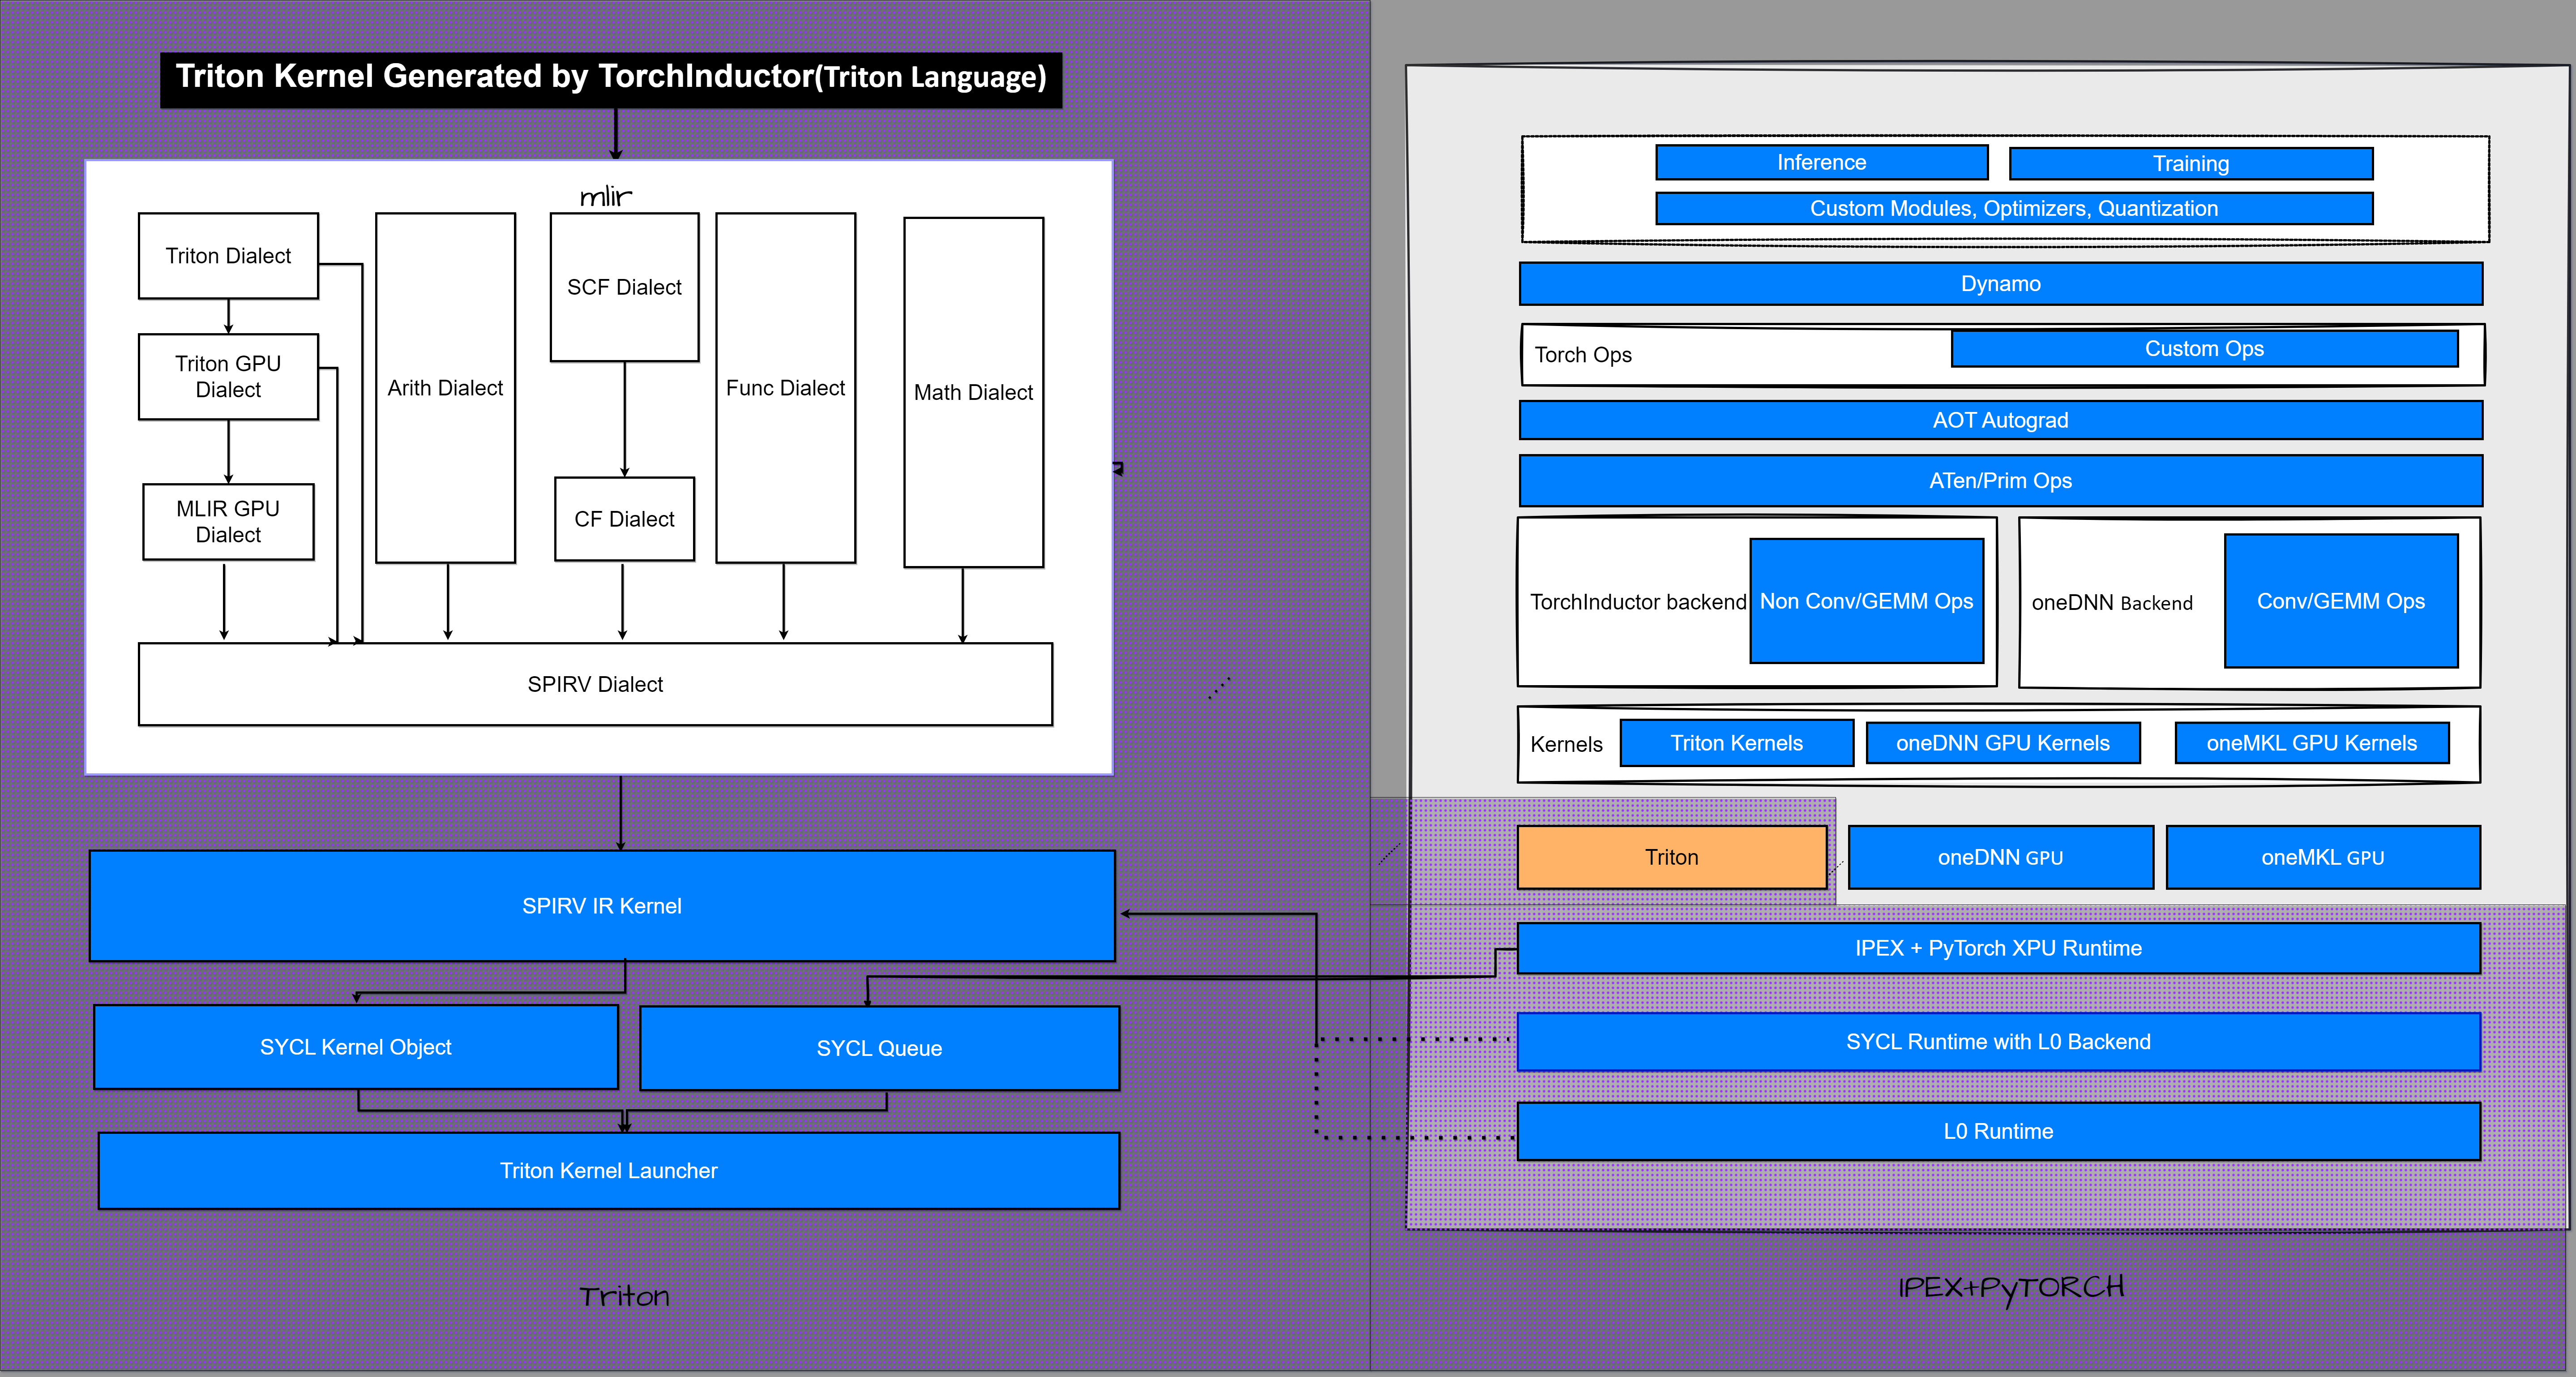 Triton Kernel Generated by TorchInductor(Triton Language)
mlir
Triton Dialect
Triton GPU
Dialect
MLIR GPU
Dialect
Arith Dialect
SCF Dialect
CF Dialect
Func Dialect
Math Dialect
SPIRV Dialect
SPIRV IR Kernel
SYCL Kernel Object
SYCL Queue
Triton Kernel Launcher
Triton
Inference
Training
Custom Modules, Optimizers, Quantization
Dynamo
Torch Ops
Custom Ops
AOT Autograd
ATen/Prim Ops
TorchInductor backend
Non Conv/GEMM Ops
oneDNN Backend
Conv/GEMM Ops
Kernels
Triton Kernels
oneDNN GPU Kernels
oneMKL GPU Kernels
Triton
oneDNN GPU
oneMKL GPU
IPEX + PyTorch XPU Runtime
SYCL Runtime with L0 Backend
L0 Runtime
IPEX+PyTORCH